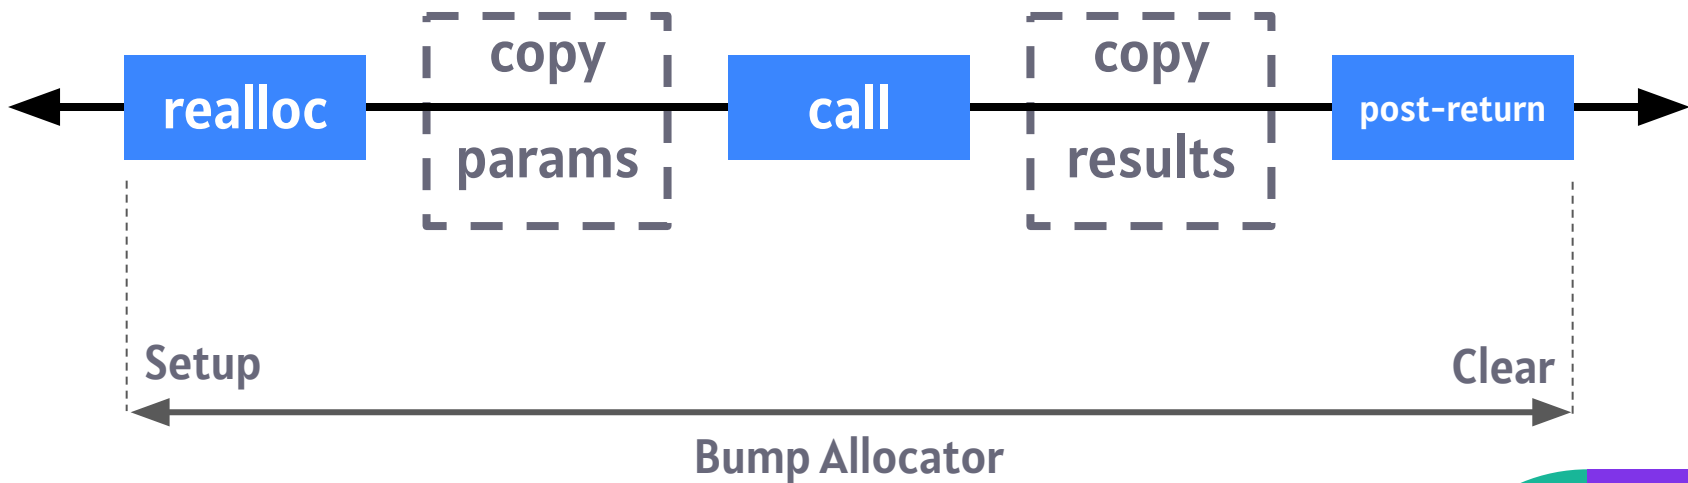 realloc
copy
params
call
copy
results
post-return
Setup
Clear
Bump Allocator